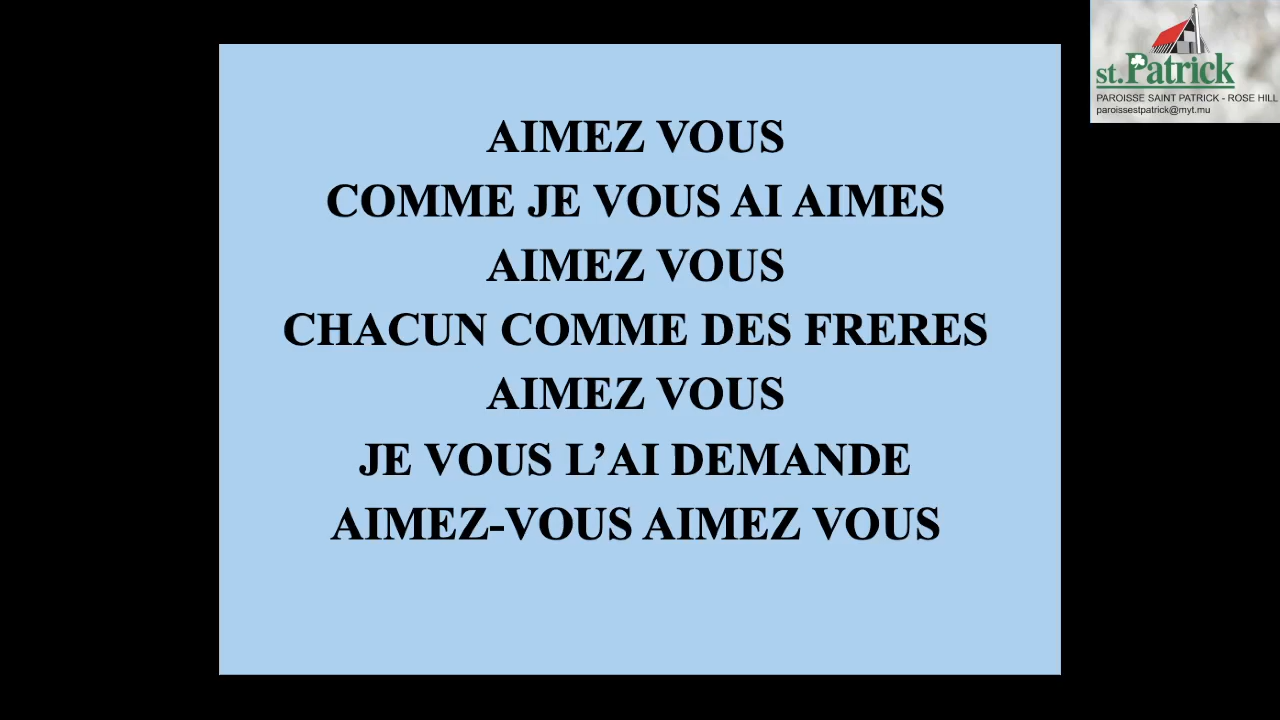 AIMEZ VOUS
COMME JE VOUS AI AIMES
AIMEZ VOUS
CHACUN COMME DES FRERES
AIMEZ VOUS
JE VOUS L’AI DEMANDE
AIMEZ-VOUS AIMEZ VOUS
st.Patrick
PAROISSE SAINT PATRICK - ROSE HILL
paroissestpatrick@myt.mu